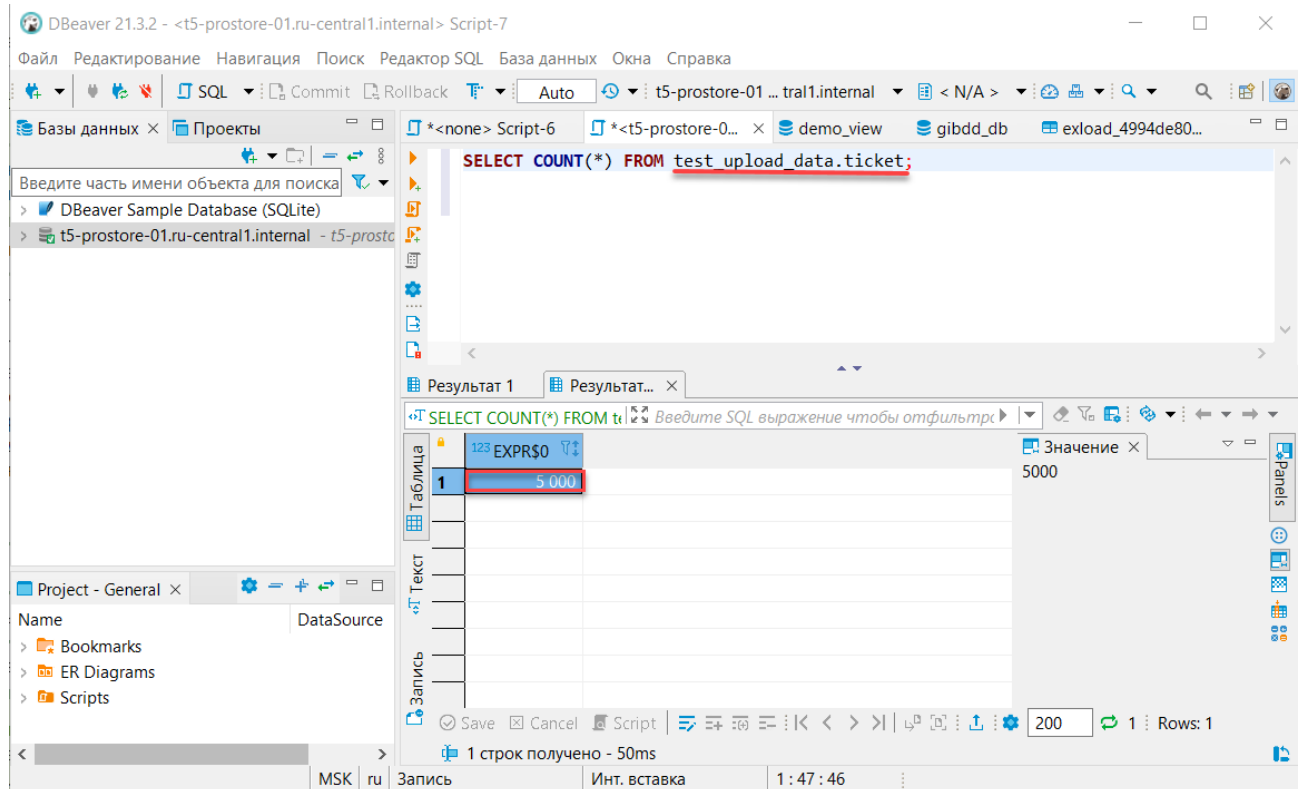 DBeaver 21.3.2 - <t5-prostore-01.ru-central1.internal> Script-7
Файл Редактирование Навигация Поиск Редактор SQL База данных Окна Справка
SQL Commit Rollback Auto t5-prostore-01 ... tral1.internal < N/A >
Базы данных Проекты
Введите часть имени объекта для поиска
DBeaver Sample Database (SQLite)
t5-prostore-01.ru-central1.internal - t5-prosto
*<none> Script-6 *<t5-prostore-0... demo_view gibdd_db exload_4994de80...
SELECT COUNT(*) FROM test_upload_data.ticket;
Результат 1 Результат...
SELECT COUNT(*) FROM te Введите SQL выражение чтобы отфильтро
Таблица
Текст
Запись
123 EXPR$0
1 5 000
Значение
5000
Panels
Save Cancel Script 200 1 Rows: 1
1 строк получено - 50ms
Project - General
Name DataSource
Bookmarks
ER Diagrams
Scripts
MSK ru Запись Инт. вставка 1 : 47 : 46